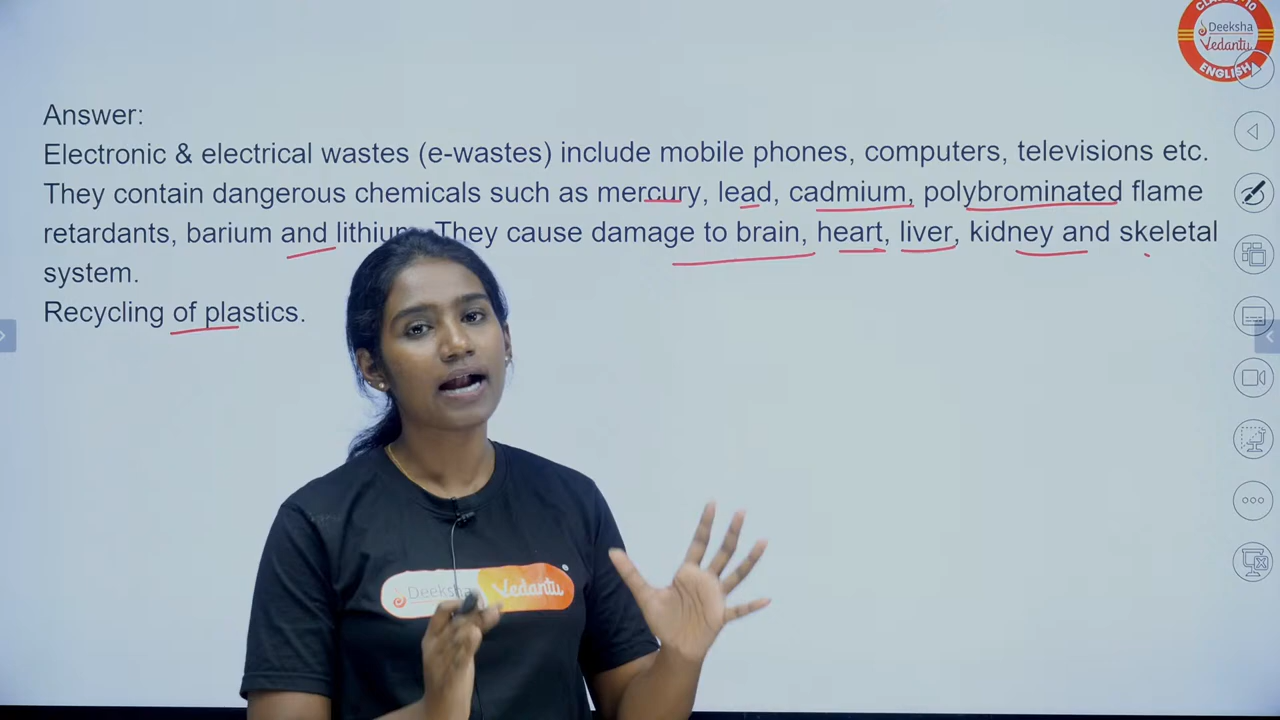 CLASS 10
Deeksha
Vedantu
ENGLISH
Answer:
Electronic & electrical wastes (e-wastes) include mobile phones, computers, televisions etc.
They contain dangerous chemicals such as mercury, lead, cadmium, polybrominated flame
retardants, barium and lithium. They cause damage to brain, heart, liver, kidney and skeletal
system.
Recycling of plastics.
Deeksha Vedantu